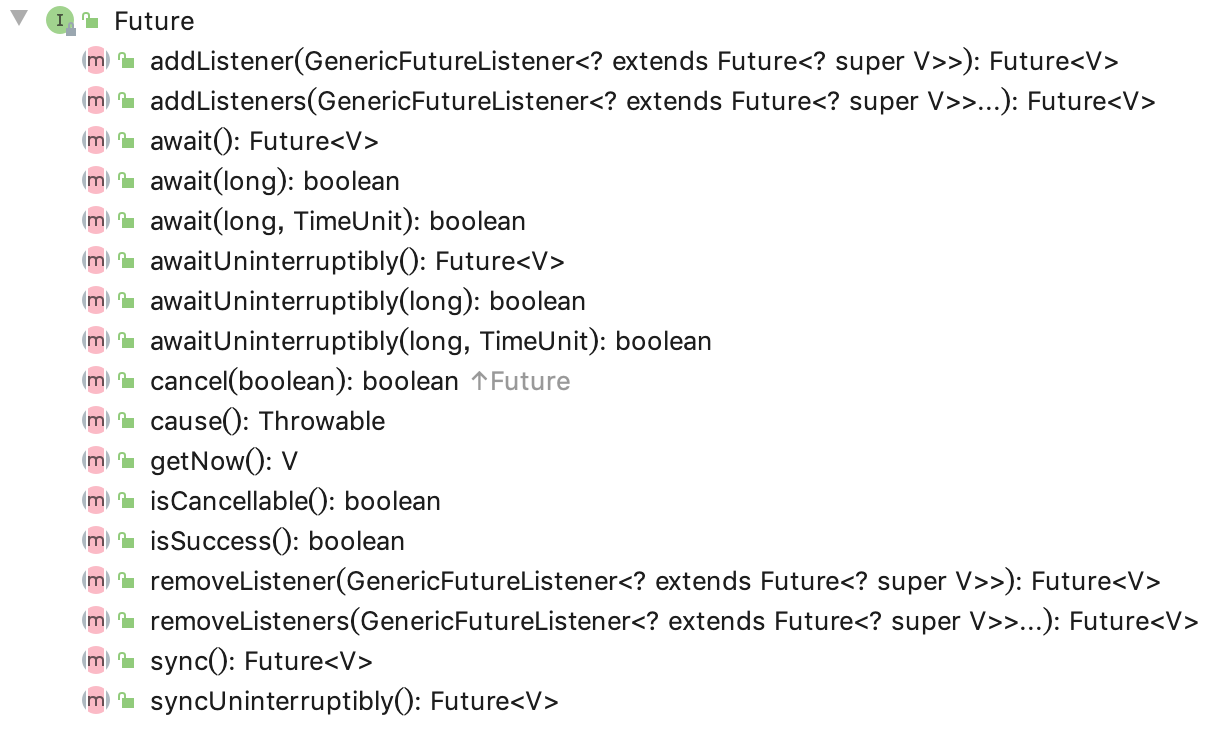 I Future
m addListener(GenericFutureListener<? extends Future<? super V>>): Future<V>
m addListeners(GenericFutureListener<? extends Future<? super V>>...): Future<V>
m await(): Future<V>
m await(long): boolean
m await(long, TimeUnit): boolean
m awaitUninterruptibly(): Future<V>
m awaitUninterruptibly(long): boolean
m awaitUninterruptibly(long, TimeUnit): boolean
m cancel(boolean): boolean ↑Future
m cause(): Throwable
m getNow(): V
m isCancellable(): boolean
m isSuccess(): boolean
m removeListener(GenericFutureListener<? extends Future<? super V>>): Future<V>
m removeListeners(GenericFutureListener<? extends Future<? super V>>...): Future<V>
m sync(): Future<V>
m syncUninterruptibly(): Future<V>